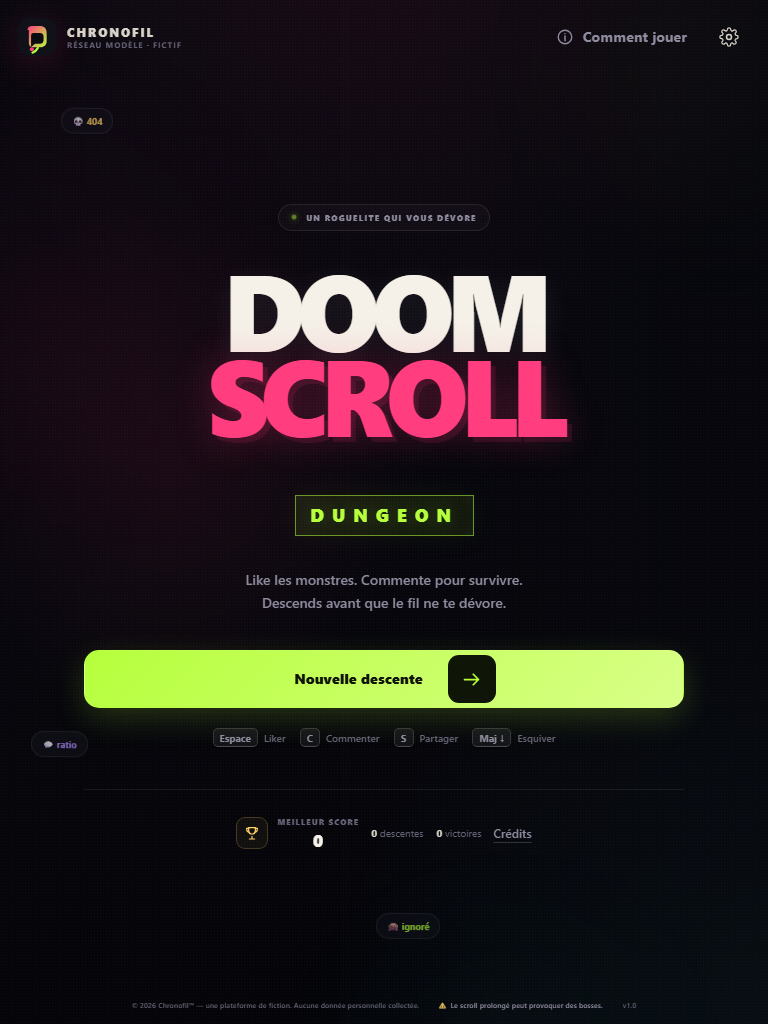 CHRONOFIL
RÉSEAU MODÈLE · FICTIF
Comment jouer
404
UN ROGUELITE QUI VOUS DÉVORE
DOOM
SCROLL
DUNGEON
Like les monstres. Commente pour survivre.
Descends avant que le fil ne te dévore.
Nouvelle descente
ratio
Espace Liker C Commenter S Partager Maj ↓ Esquiver
MEILLEUR SCORE
0
0 descentes 0 victoires Crédits
ignoré
© 2026 Chronofil™ — une plateforme de fiction. Aucune donnée personnelle collectée. Le scroll prolongé peut provoquer des bosses. v1.0